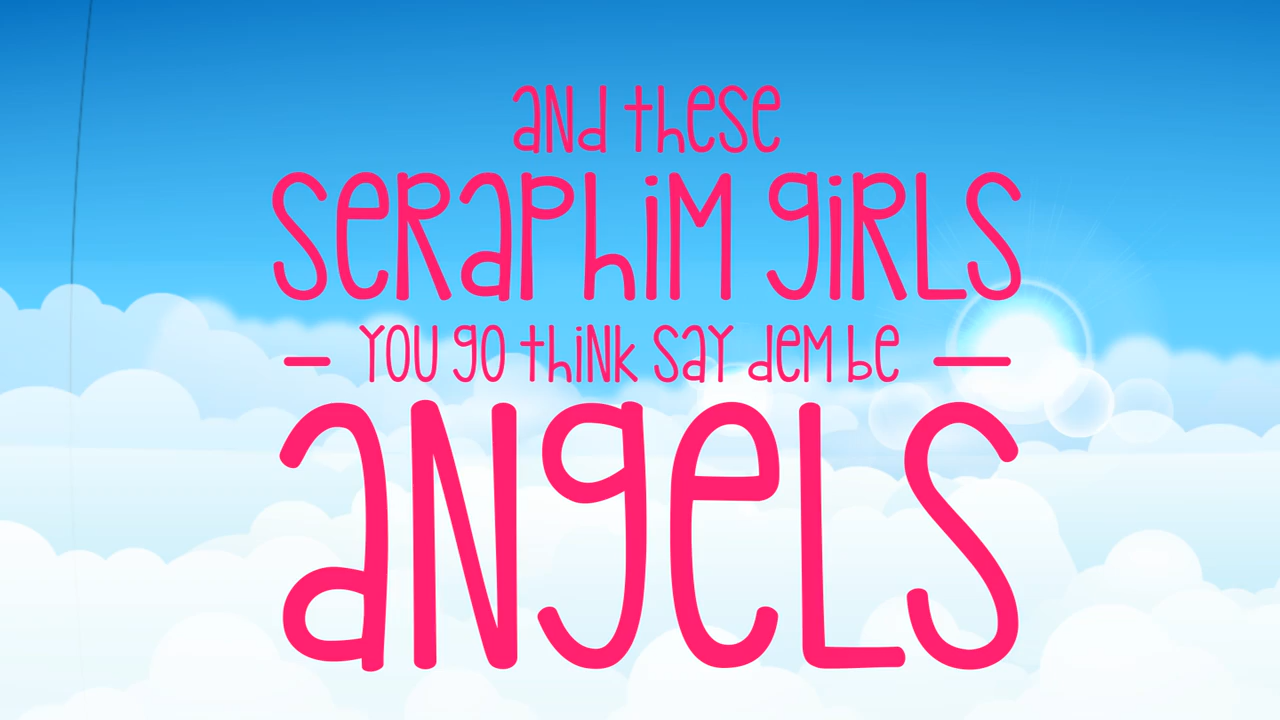 and these
seraphim girls
- you go think say dem be -
angels